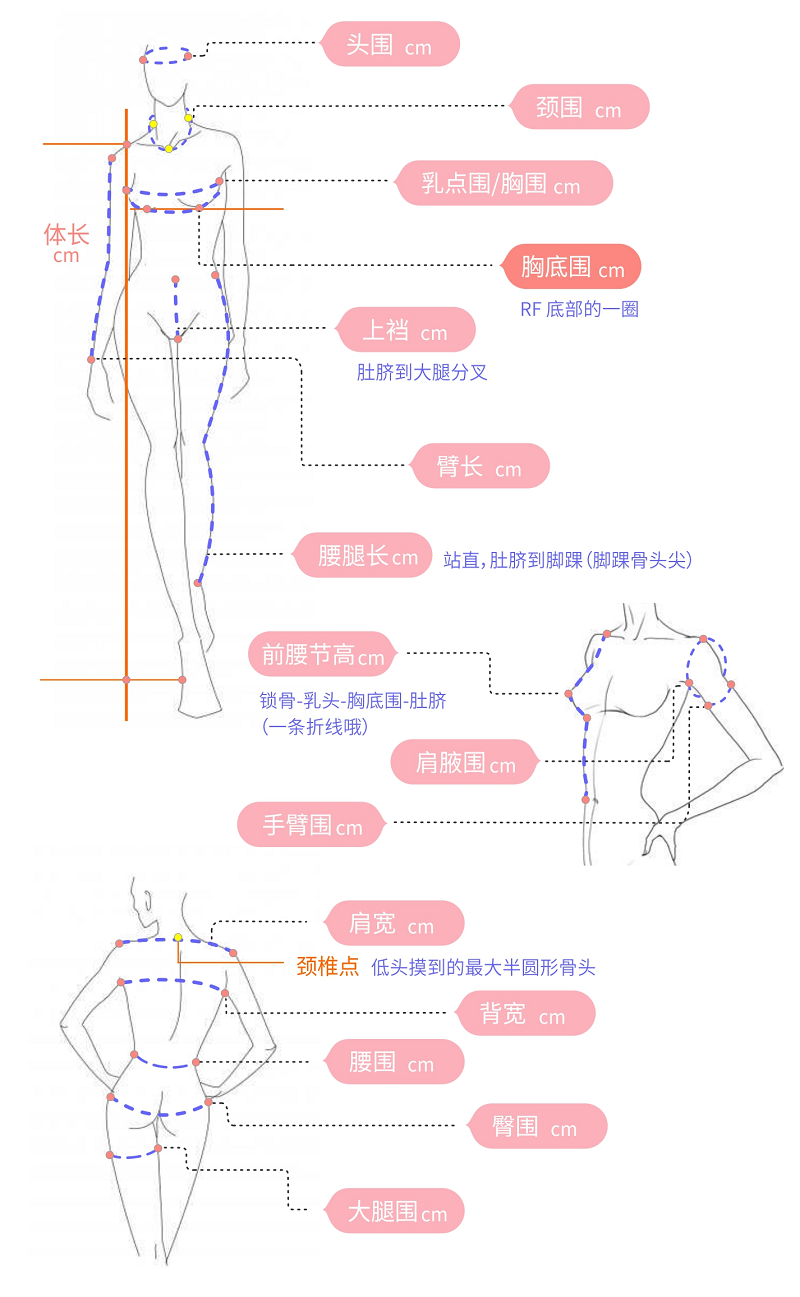 头围 cm
颈围 cm
乳点围/胸围 cm
体长
cm
胸底围 cm
RF 底部的一圈
上裆 cm
肚脐到大腿分叉
臂长 cm
腰腿长 cm
站直，肚脐到脚踝（脚踝骨头尖）
前腰节高 cm
锁骨-乳头-胸底围-肚脐
（一条折线哦）
肩腋围 cm
手臂围 cm
肩宽 cm
颈椎点 低头摸到的最大半圆形骨头
背宽 cm
腰围 cm
臀围 cm
大腿围 cm